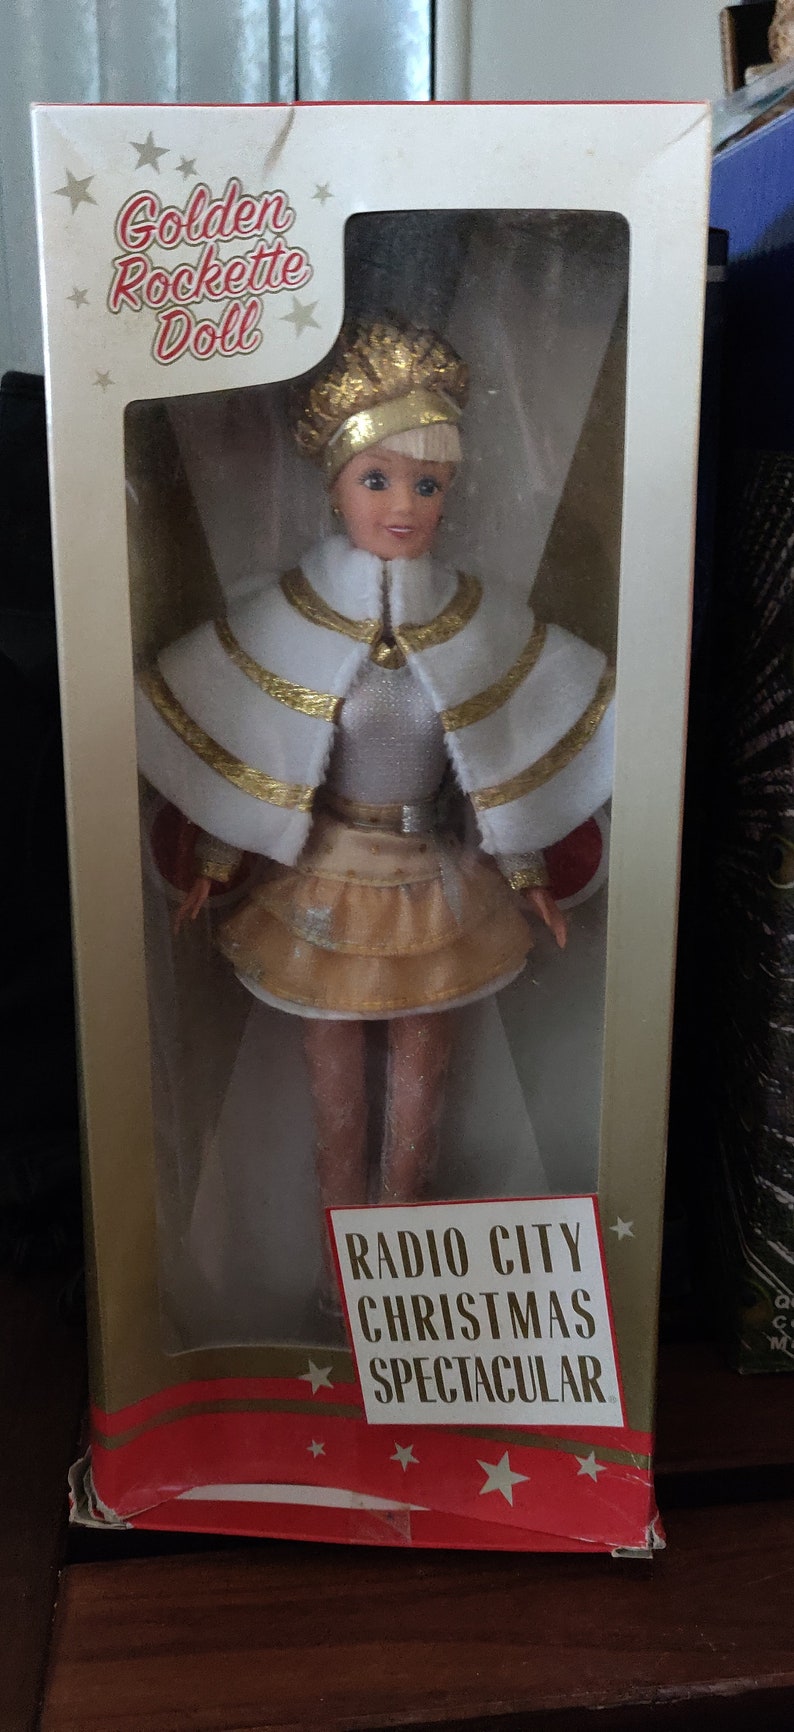 Golden
Rockette
Doll
RADIO CITY
CHRISTMAS
SPECTACULAR®